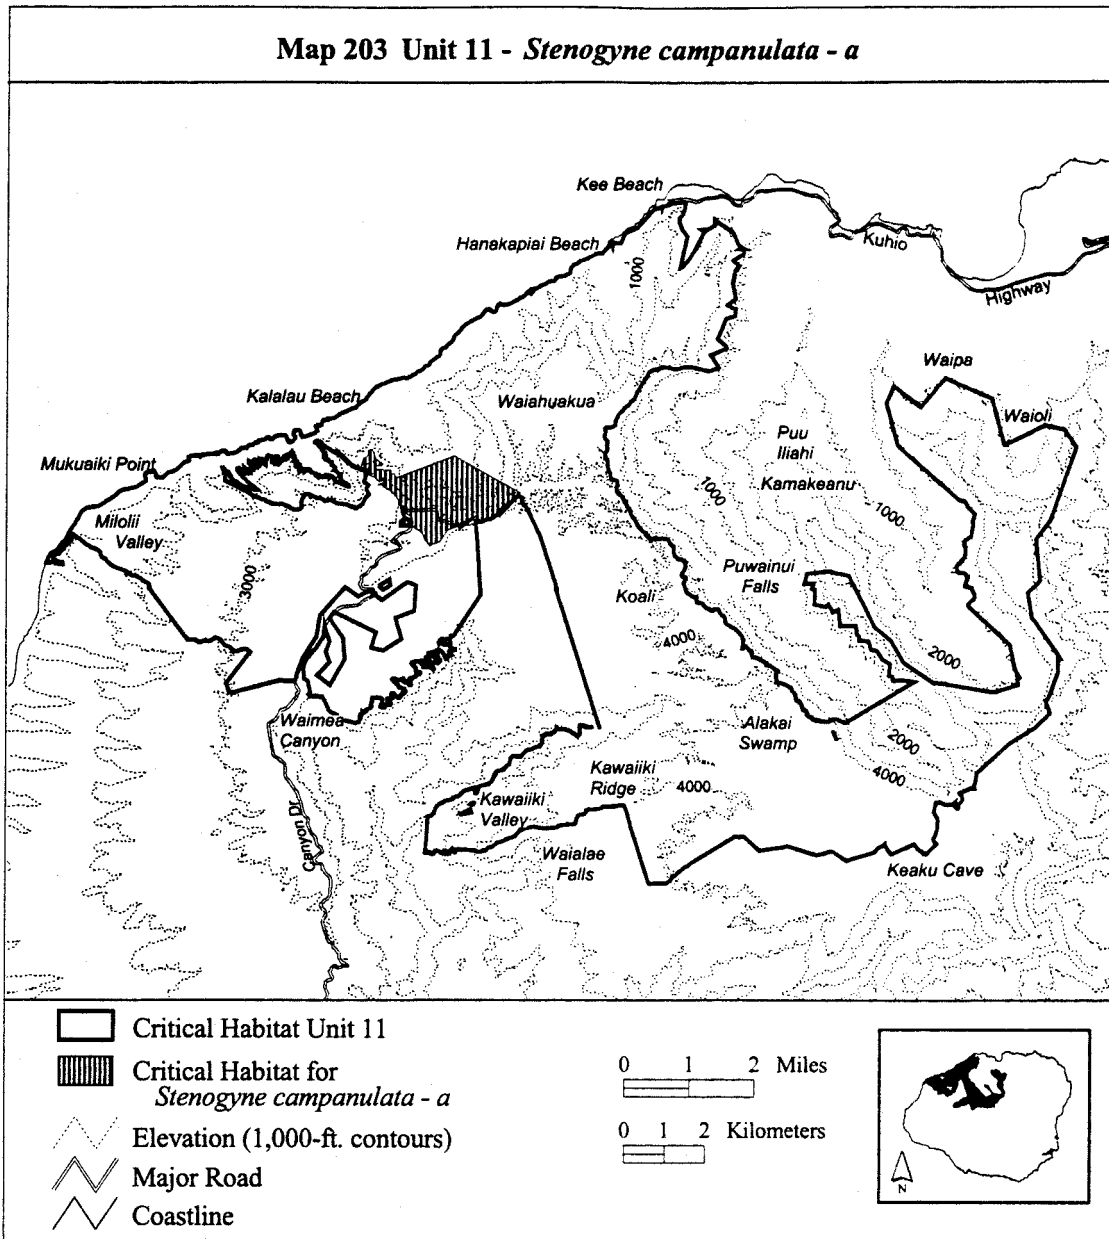 Map 203 Unit 11 - Stenogyne campanulata - a
Kee Beach
Hanakapiai Beach
Kuhio
Highway
1000
Waipa
Kalalau Beach
Waiahuakua
Waioli
Puu
Iliahi
Mukuaiki Point
Kamakeanu
1000
1000
Milolii
Valley
3000
Puwainui
Falls
Koali
4000
2000
Waimea
Canyon
Alakai
Swamp
2000
4000
Kawaiiki
Ridge
4000
Kawaiiki
Valley
Canyon Dr
Waialae
Falls
Keaku Cave
Critical Habitat Unit 11
Critical Habitat for
Stenogyne campanulata - a
Elevation (1,000-ft. contours)
Major Road
Coastline
0 1 2 Miles
0 1 2 Kilometers
N